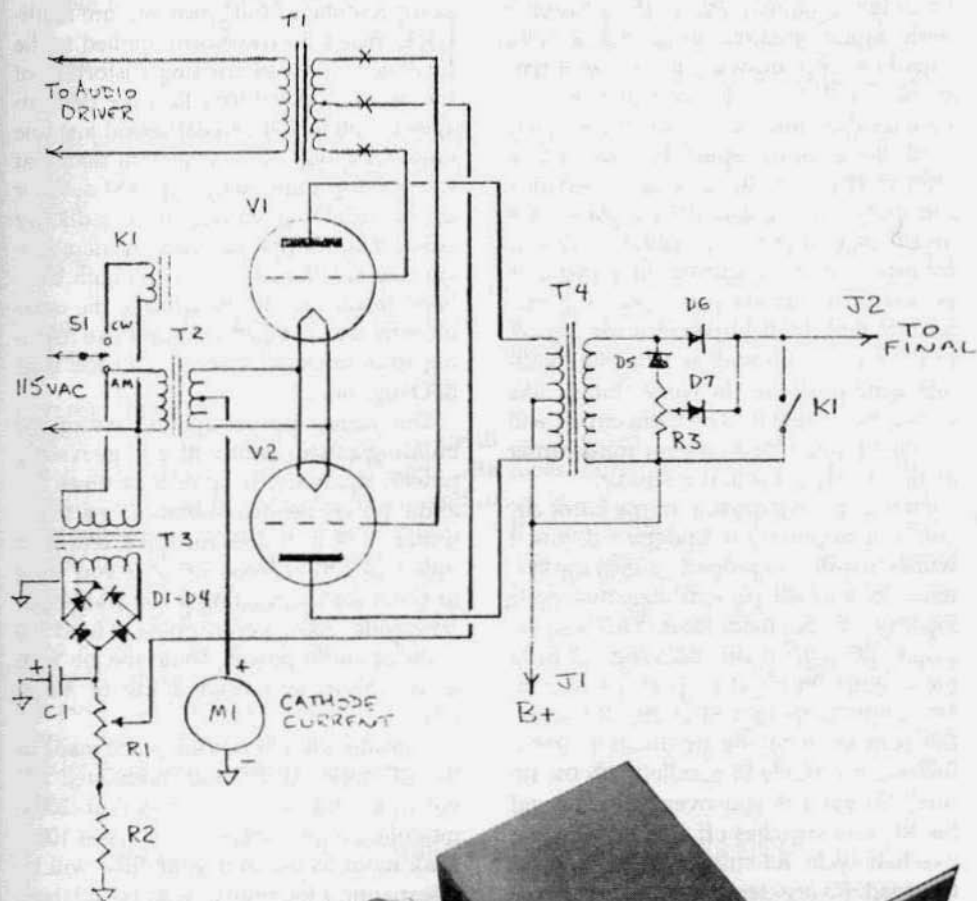 T1
TO AUDIO
DRIVER
X
X
X
V1
K1
S1
CW
T2
T4
D6
J2
TO
FINAL
115VAC
AM
D5
D7
K1
R3
V2
T3
D1-D4
+
C1
R1
R2
+
M1
-
CATHODE
CURRENT
J1
B+